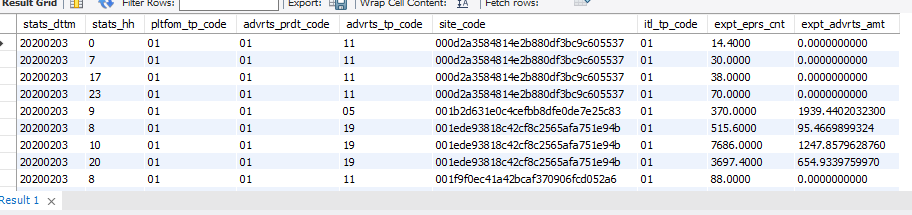 Result Grid Filter Rows: Export: Wrap Cell Content: IA Fetch rows:
stats_dttm stats_hh pltfom_tp_code advrts_prdt_code advrts_tp_code site_code itl_tp_code expt_eprs_cnt expt_advrts_amt
20200203 0 01 01 11 000d2a3584814e2b880df3bc9c605537 01 14.4000 0.0000000000
20200203 7 01 01 11 000d2a3584814e2b880df3bc9c605537 01 30.0000 0.0000000000
20200203 17 01 01 11 000d2a3584814e2b880df3bc9c605537 01 38.0000 0.0000000000
20200203 23 01 01 11 000d2a3584814e2b880df3bc9c605537 01 70.0000 0.0000000000
20200203 9 01 01 05 001b2d631e0c4cefbb8dfe0de7e25c83 01 370.0000 1939.4402032300
20200203 8 01 01 19 001ede93818c42cf8c2565afa751e94b 01 515.6000 95.4669899324
20200203 10 01 01 19 001ede93818c42cf8c2565afa751e94b 01 7686.0000 1247.8579628760
20200203 20 01 01 19 001ede93818c42cf8c2565afa751e94b 01 3697.4000 654.9339759970
20200203 8 01 01 11 001f9f0ec41a42bcaf370906fcd052a6 01 88.0000 0.0000000000
Result 1